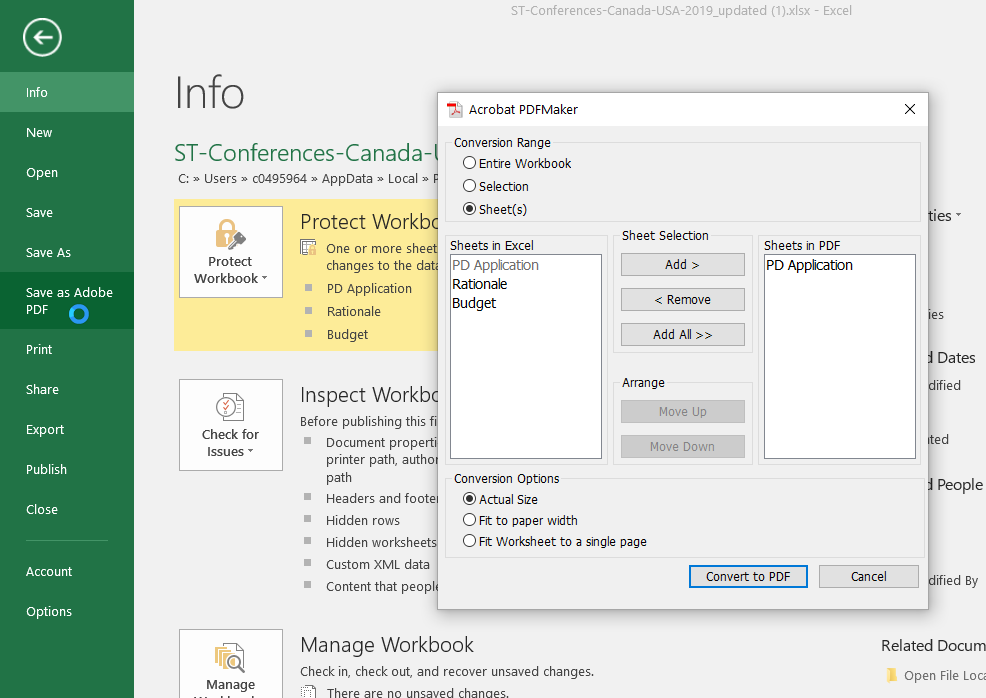 ST-Conferences-Canada-USA-2019_updated (1).xlsx - Excel
Info
New
Open
Save
Save As
Save as Adobe
PDF
Print
Share
Export
Publish
Close
Account
Options
Info
ST-Conferences-Canada-U
C: » Users » c0495964 » AppData » Local » P
Protect
Workbook
Protect Workbo
One or more sheet
changes to the data
PD Application
Rationale
Budget
Check for
Issues
Inspect Workbo
Before publishing this fi
Document properti
printer path, author
path
Headers and footer
Hidden rows
Hidden worksheets
Custom XML data
Content that people
Manage
Manage Workbook
Check in, check out, and recover unsaved changes.
There are no unsaved changes.
Acrobat PDFMaker
Conversion Range
Entire Workbook
Selection
Sheet(s)
Sheets in Excel
PD Application
Rationale
Budget
Sheet Selection
Add >
< Remove
Add All >>
Arrange
Move Up
Move Down
Sheets in PDF
PD Application
Conversion Options
Actual Size
Fit to paper width
Fit Worksheet to a single page
Convert to PDF
Cancel
ties
ies
d Dates
dified
ated
d People
dified By
Related Docum
Open File Loca